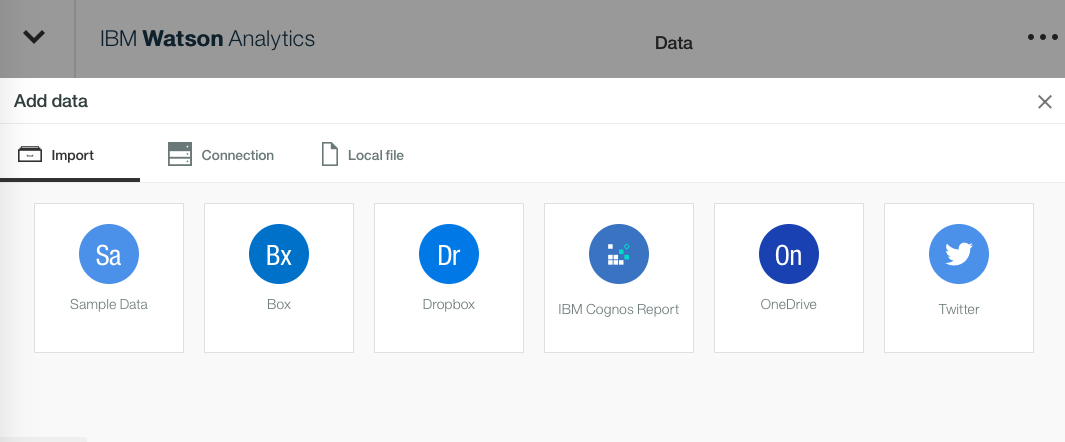 IBM Watson Analytics
Data
Add data
Import
Connection
Local file
Sa
Bx
Dr
On
Sample Data
Box
Dropbox
IBM Cognos Report
OneDrive
Twitter